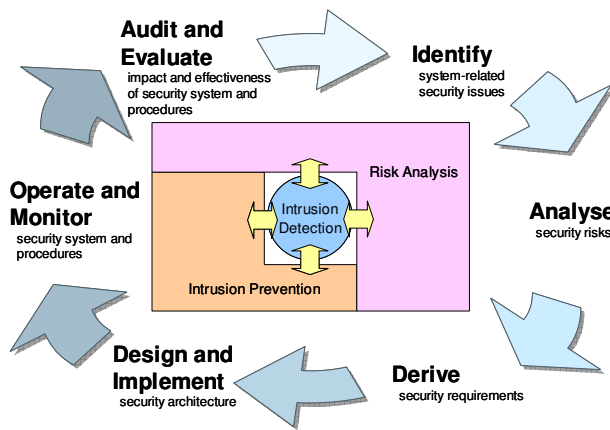 Audit and
Evaluate
impact and effectiveness
of security system and
procedures
Identify
system-related
security issues
Analyse
security risks
Derive
security requirements
Design and
Implement
security architecture
Operate and
Monitor
security system and
procedures
Risk Analysis
Intrusion
Detection
Intrusion Prevention